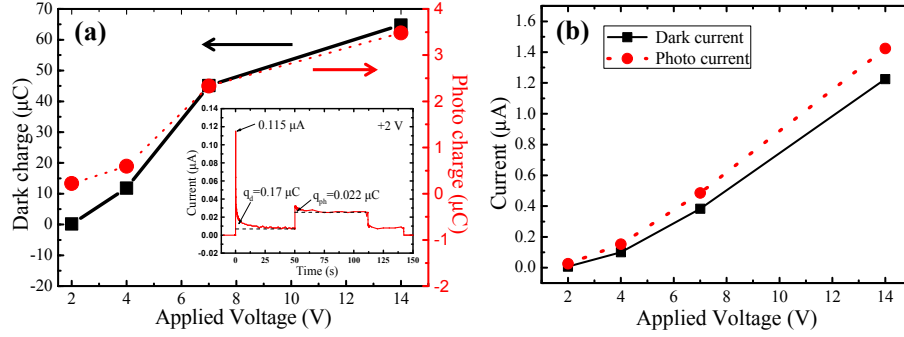 (a)
Dark charge (μC)
70
60
50
40
30
20
10
0
-10
-20
2 4 6 8 10 12 14
Applied Voltage (V)
4
3
2
1
0
-1
-2
Photo charge (μC)
+2 V
0.115 μA
q_d=0.17 μC
q_ph=0.022 μC
Current (μA)
0.14
0.12
0.10
0.08
0.06
0.04
0.02
0.00
0 25 50 75 100 125 150
Time (s)
(b)
Dark current
Photo current
Current (μA)
1.6
1.4
1.2
1.0
0.8
0.6
0.4
0.2
0.0
2 4 6 8 10 12 14
Applied Voltage (V)